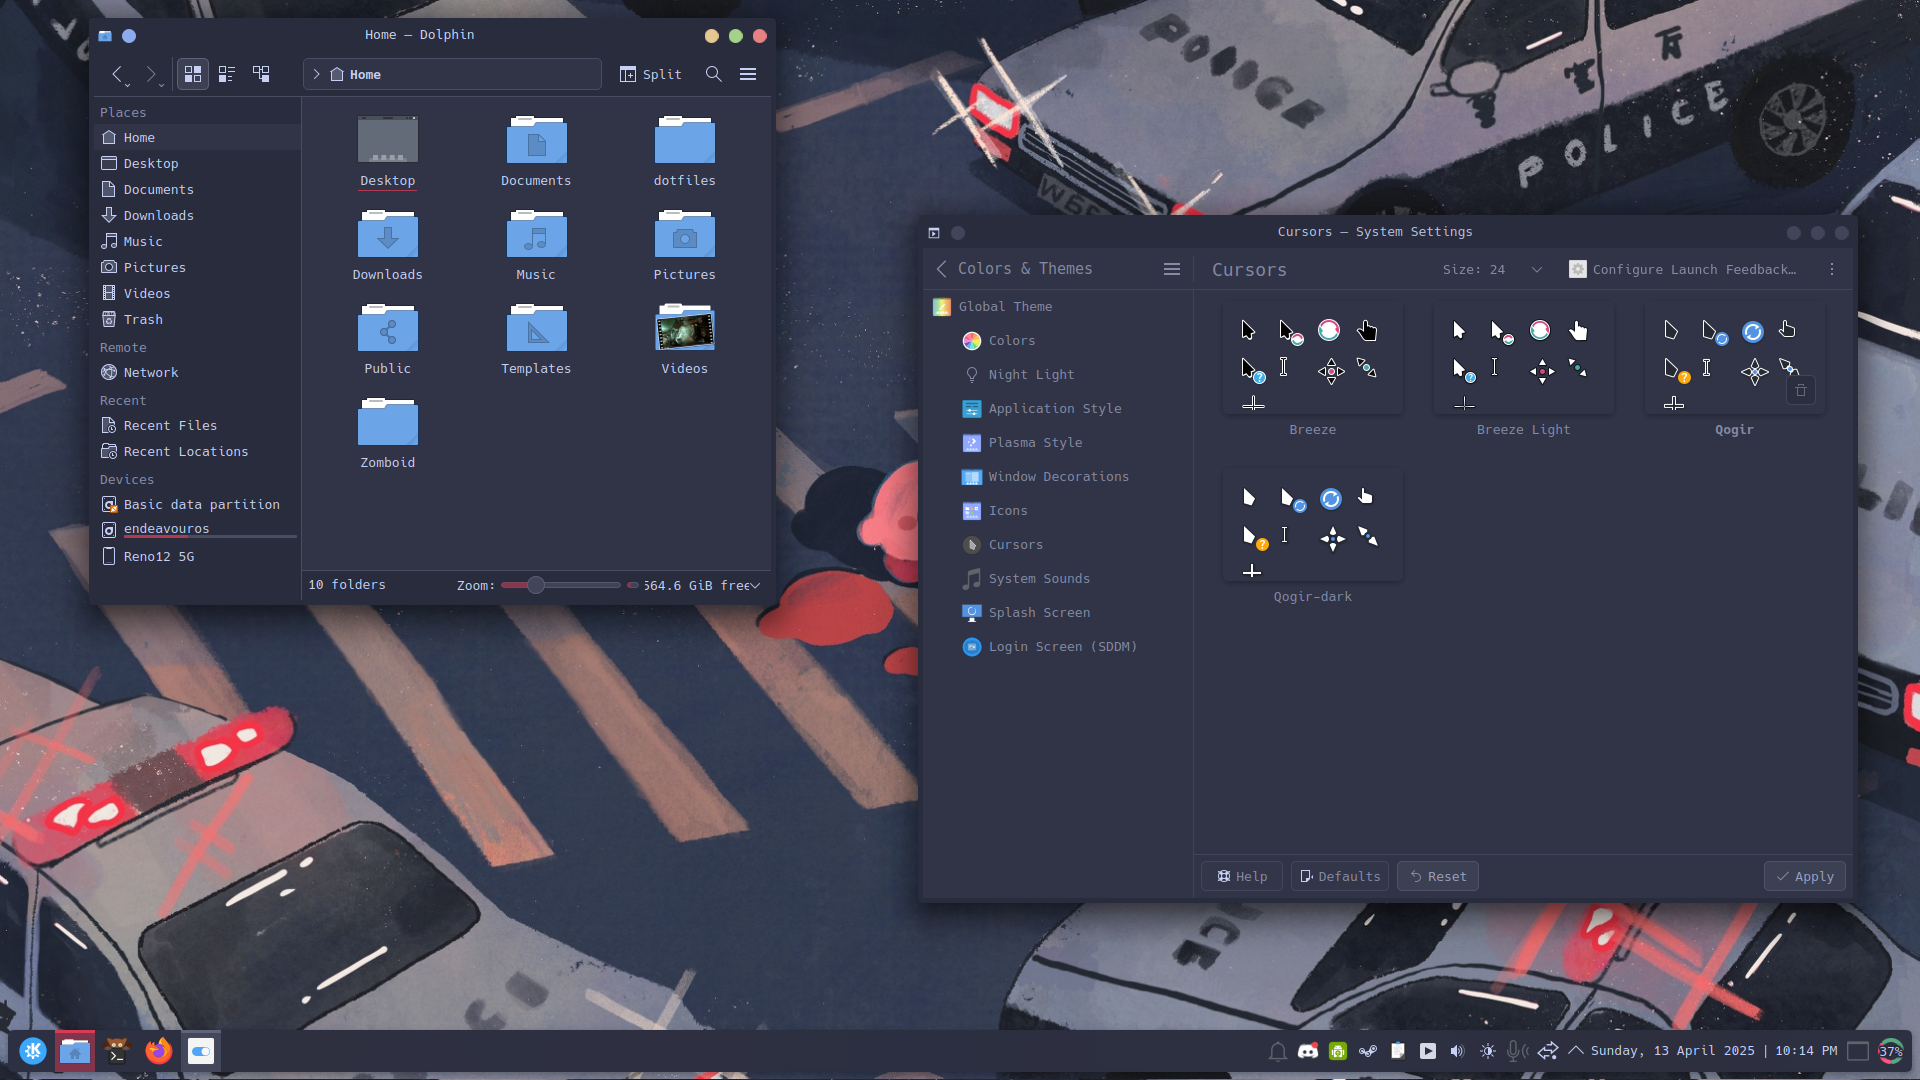 Home — Dolphin
Home
Split
Places
Home
Desktop
Documents
Downloads
Music
Pictures
Videos
Trash
Remote
Network
Recent
Recent Files
Recent Locations
Devices
Basic data partition
endeavouros
Reno12 5G
Desktop
Documents
dotfiles
Downloads
Music
Pictures
Public
Templates
Videos
Zomboid
10 folders
Zoom:
564.6 GiB free
POLICE
POLICE
Cursors — System Settings
Colors & Themes
Cursors
Size: 24
Configure Launch Feedback…
Global Theme
Colors
Night Light
Application Style
Plasma Style
Window Decorations
Icons
Cursors
System Sounds
Splash Screen
Login Screen (SDDM)
Breeze
Breeze Light
Qogir
Qogir-dark
Help
Defaults
Reset
Apply
Sunday, 13 April 2025 | 10:14 PM
37%